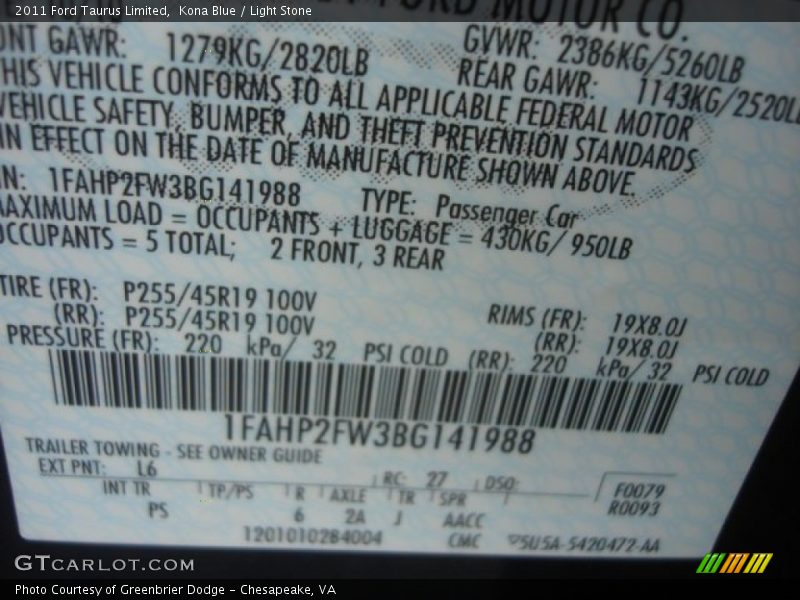 2011 Ford Taurus Limited, Kona Blue / Light Stone
FORD MOTOR CO.
GAWR: 1279KG/2820LB GVWR: 2386KG/5260LB
REAR GAWR: 1143KG/2520LB
THIS VEHICLE CONFORMS TO ALL APPLICABLE FEDERAL MOTOR
VEHICLE SAFETY, BUMPER, AND THEFT PREVENTION STANDARDS
IN EFFECT ON THE DATE OF MANUFACTURE SHOWN ABOVE.
1FAHP2FW3BG141988 TYPE: Passenger Car
MAXIMUM LOAD = OCCUPANTS + LUGGAGE = 430KG/ 950LB
OCCUPANTS = 5 TOTAL; 2 FRONT, 3 REAR
TIRE (FR): P255/45R19 100V RIMS (FR): 19X8.0J
(RR): P255/45R19 100V (RR): 19X8.0J
PRESSURE (FR): 220 kPa/ 32 PSI COLD (RR): 220 kPa/ 32 PSI COLD
1FAHP2FW3BG141988
TRAILER TOWING - SEE OWNER GUIDE
EXT PNT: L6 RC: 27 DSO:
INT TR TP/PS R AXLE TR SPR
PS 6 2A J AACC
F0079
R0093
1201010284004 CMC 5U5A-5420472-AA
GTCARLOT.COM
Photo Courtesy of Greenbrier Dodge - Chesapeake, VA